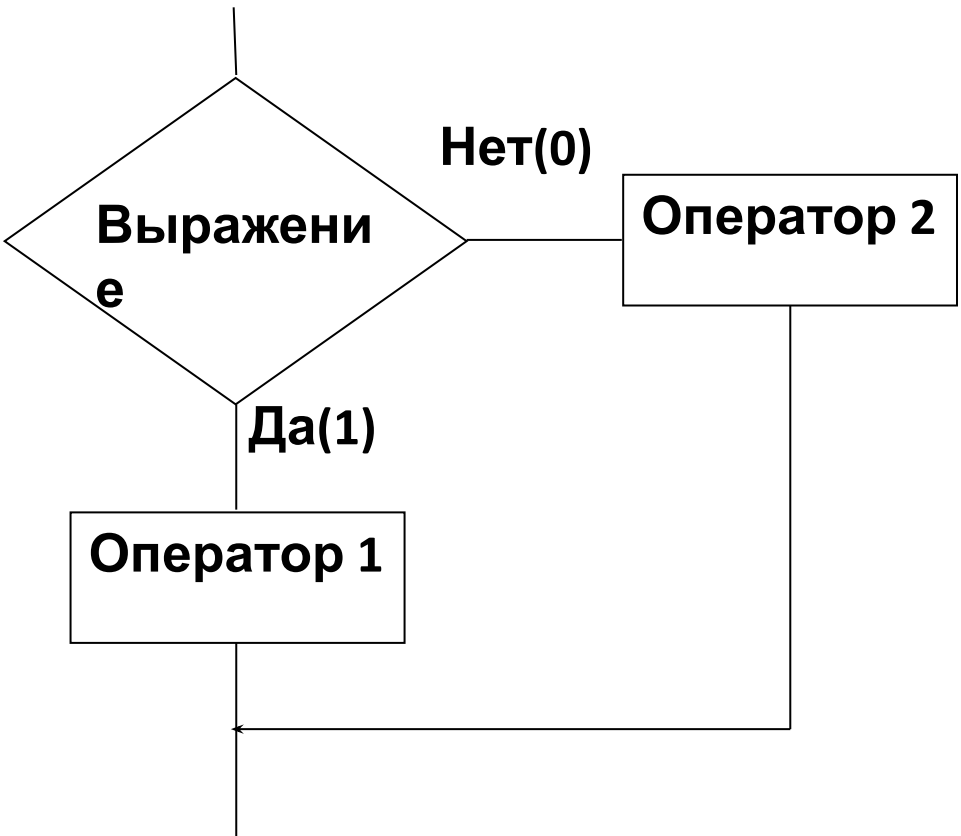 Нет(0)
Выражени
е
Оператор 2
Да(1)
Оператор 1